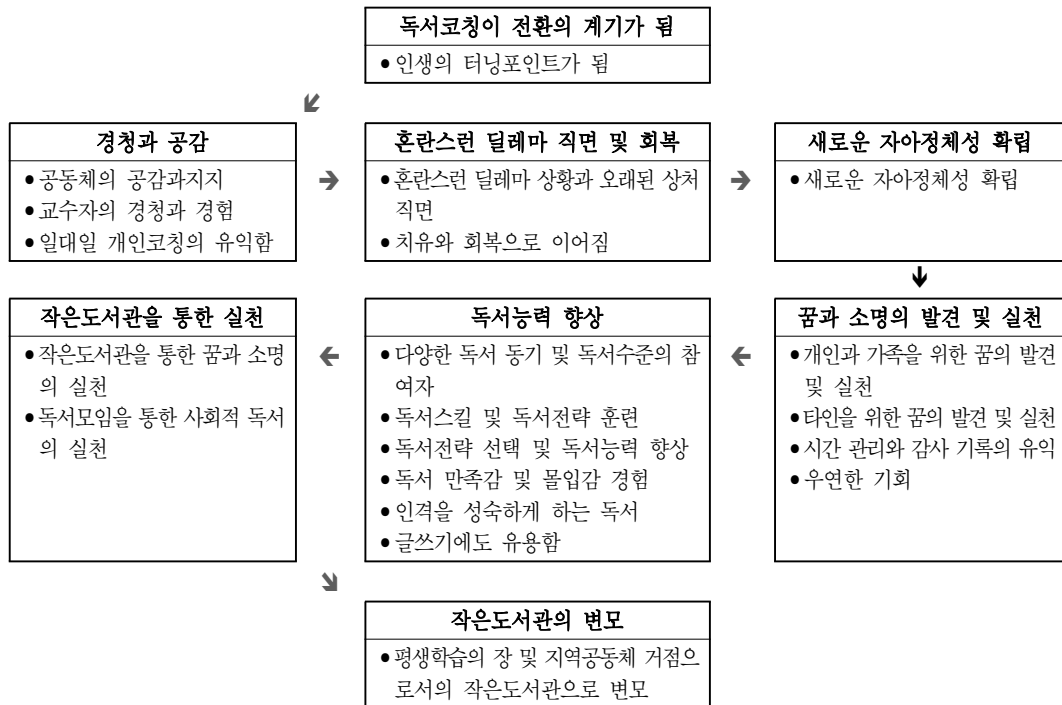 독서코칭이 전환의 계기가 됨
•인생의 터닝포인트가 됨
경청과 공감
•공동체의 공감과지지
•교수자의 경청과 경험
•일대일 개인코칭의 유익함
혼란스런 딜레마 직면 및 회복
•혼란스런 딜레마 상황과 오래된 상처
직면
•치유와 회복으로 이어짐
새로운 자아정체성 확립
•새로운 자아정체성 확립
꿈과 소명의 발견 및 실천
•개인과 가족을 위한 꿈의 발견
및 실천
•타인을 위한 꿈의 발견 및 실천
•시간 관리와 감사 기록의 유익
•우연한 기회
독서능력 향상
•다양한 독서 동기 및 독서수준의 참
여자
•독서스킬 및 독서전략 훈련
•독서전략 선택 및 독서능력 향상
•독서 만족감 및 몰입감 경험
•인격을 성숙하게 하는 독서
•글쓰기에도 유용함
작은도서관을 통한 실천
•작은도서관을 통한 꿈과 소명
의 실천
•독서모임을 통한 사회적 독서
의 실천
작은도서관의 변모
•평생학습의 장 및 지역공동체 거점으
로서의 작은도서관으로 변모